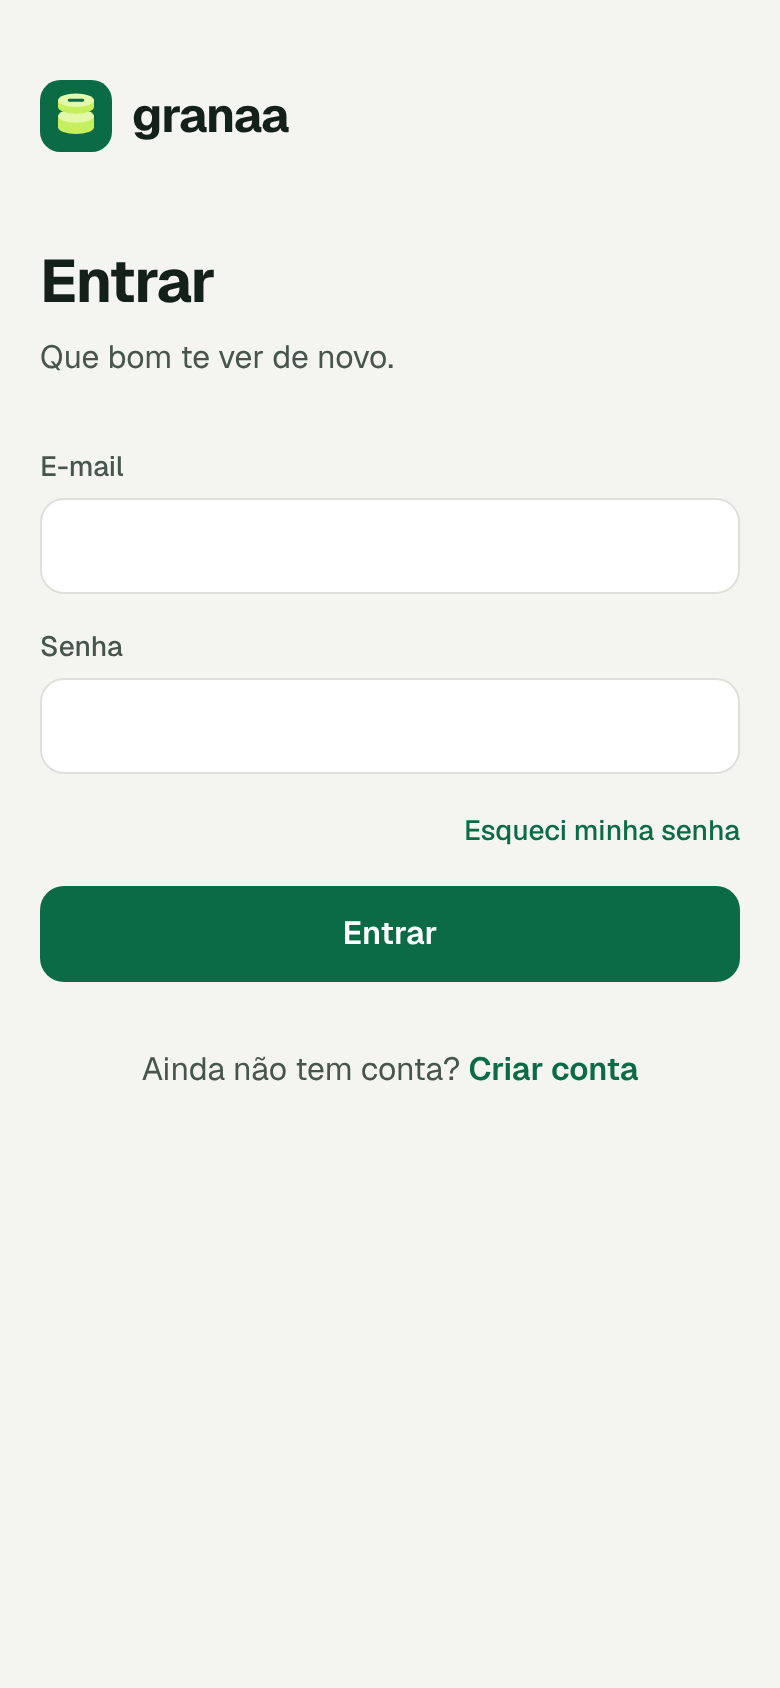 granaa
Entrar
Que bom te ver de novo.
E-mail
Senha
Esqueci minha senha
Entrar
Ainda não tem conta? Criar conta